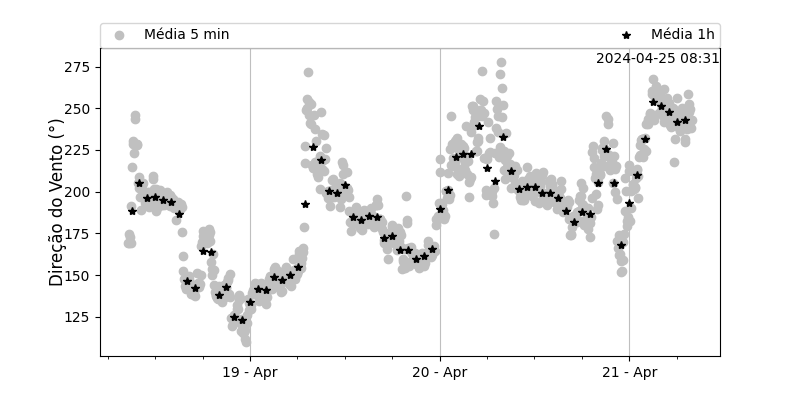 Média 5 min
Média 1h
2024-04-25 08:31
Direção do Vento (°)
275
250
225
200
175
150
125
19 - Apr
20 - Apr
21 - Apr